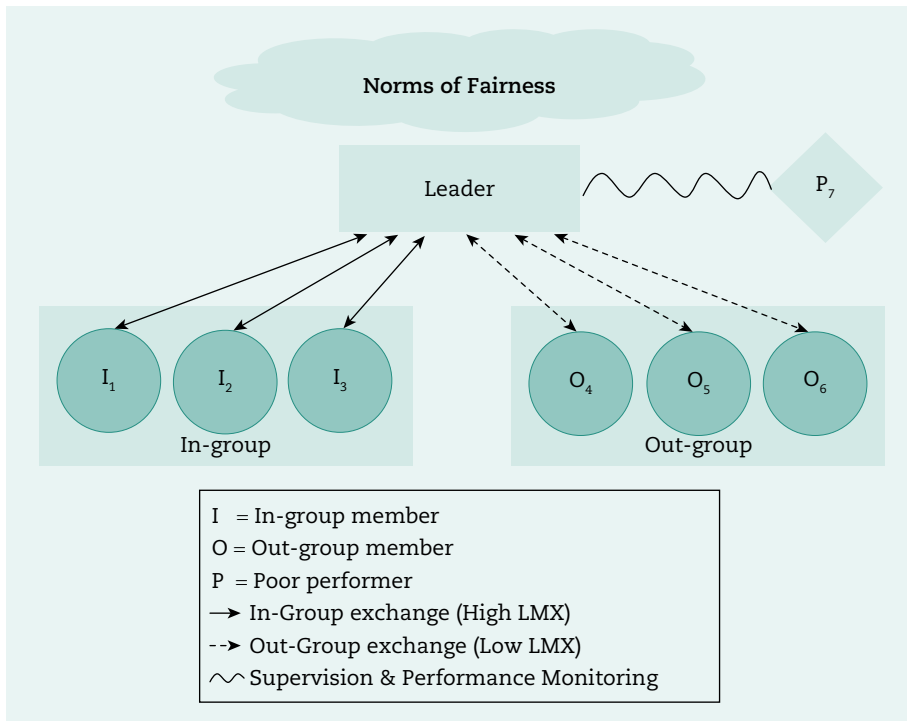 Norms of Fairness
Leader
P₇
I₁
I₂
I₃
O₄
O₅
O₆
In-group
Out-group
I = In-group member
O = Out-group member
P = Poor performer
In-Group exchange (High LMX)
Out-Group exchange (Low LMX)
Supervision & Performance Monitoring